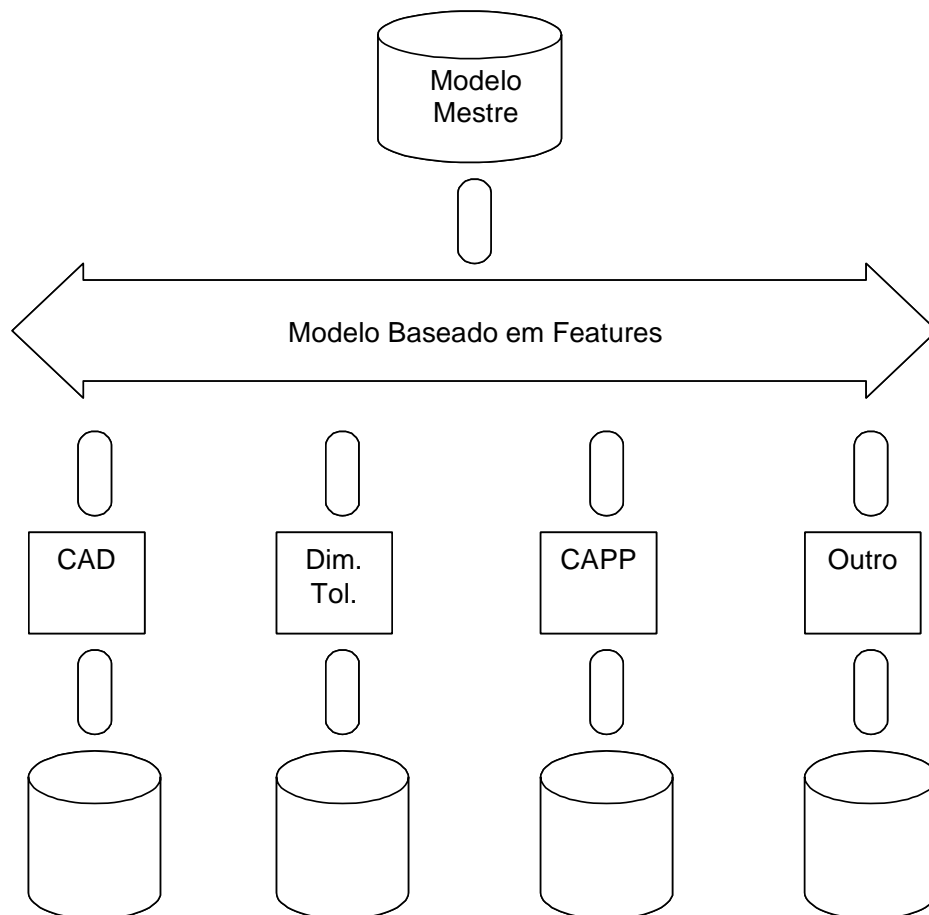 Modelo
Mestre
Modelo Baseado em Features
CAD
Dim.
Tol.
CAPP
Outro